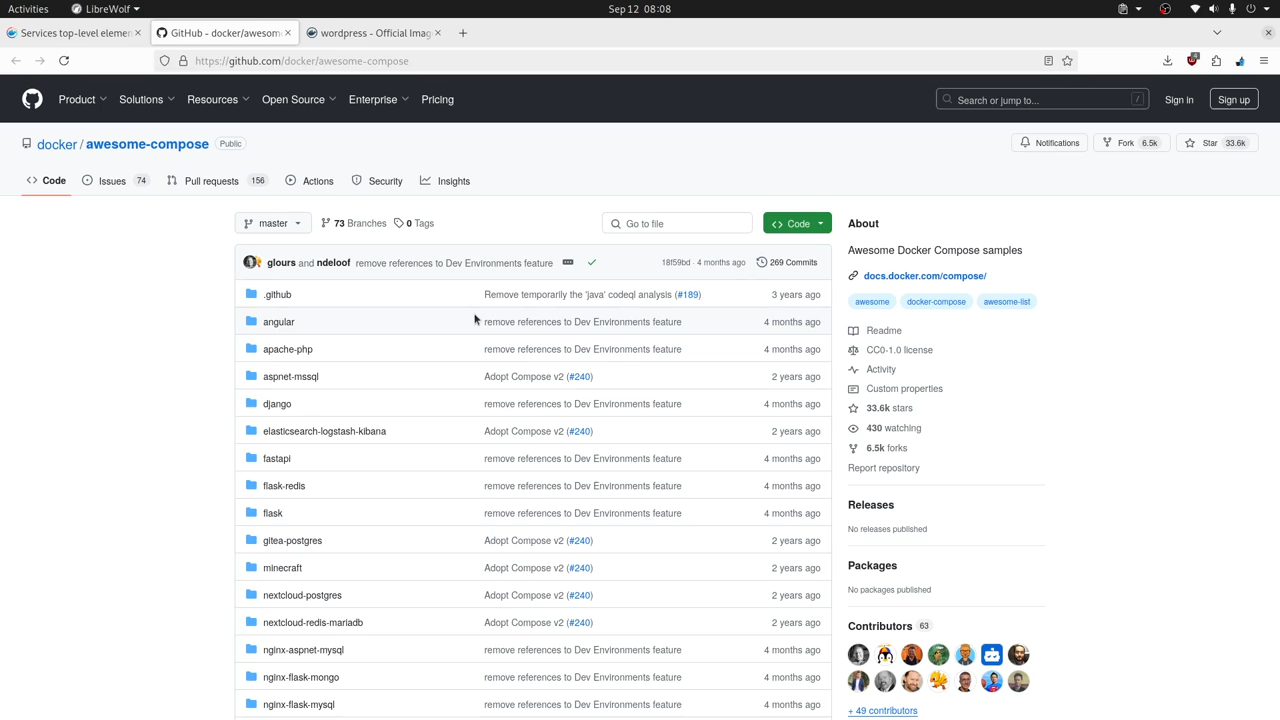 Activities LibreWolf Sep 12 08:08
Services top-level elemen GitHub - docker/awesom wordpress - Official Imag
https://github.com/docker/awesome-compose 4
Product Solutions Resources Open Source Enterprise Pricing Search or jump to... / Sign in Sign up
docker / awesome-compose Public Notifications Fork 6.5k Star 33.6k
Code Issues 74 Pull requests 156 Actions Security Insights
master 73 Branches 0 Tags Go to file Code
glours and ndeloof remove references to Dev Environments feature 18f59bd · 4 months ago 269 Commits
.github Remove temporarily the 'java' codeql analysis (#189) 3 years ago
angular remove references to Dev Environments feature 4 months ago
apache-php remove references to Dev Environments feature 4 months ago
aspnet-mssql Adopt Compose v2 (#240) 2 years ago
django remove references to Dev Environments feature 4 months ago
elasticsearch-logstash-kibana Adopt Compose v2 (#240) 2 years ago
fastapi remove references to Dev Environments feature 4 months ago
flask-redis remove references to Dev Environments feature 4 months ago
flask remove references to Dev Environments feature 4 months ago
gitea-postgres Adopt Compose v2 (#240) 2 years ago
minecraft Adopt Compose v2 (#240) 2 years ago
nextcloud-postgres Adopt Compose v2 (#240) 2 years ago
nextcloud-redis-mariadb Adopt Compose v2 (#240) 2 years ago
nginx-aspnet-mysql remove references to Dev Environments feature 4 months ago
nginx-flask-mongo remove references to Dev Environments feature 4 months ago
nginx-flask-mysql remove references to Dev Environments feature 4 months ago
About
Awesome Docker Compose samples
docs.docker.com/compose/
awesome docker-compose awesome-list
Readme
CC0-1.0 license
Activity
Custom properties
33.6k stars
430 watching
6.5k forks
Report repository
Releases
No releases published
Packages
No packages published
Contributors 63
+ 49 contributors